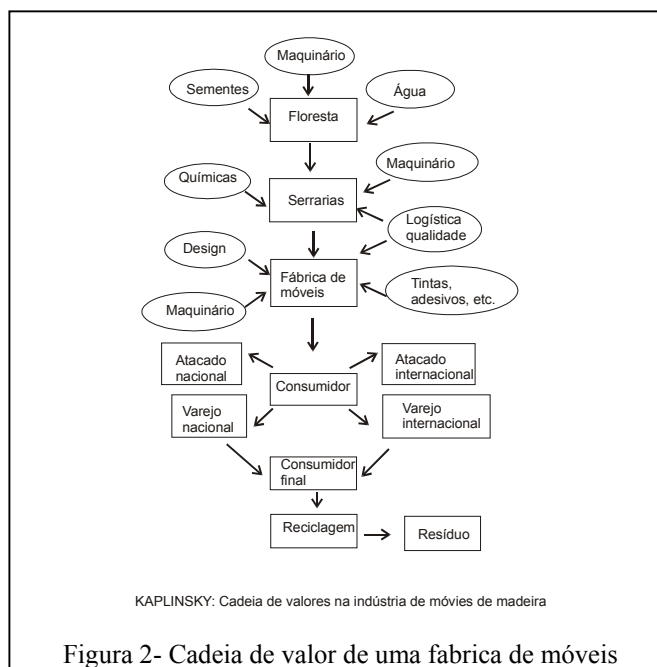 Maquinário
Sementes
Água
Floresta
Maquinário
Químicas
Serrarias
Logística
qualidade
Design
Fábrica de
móveis
Tintas,
adesivos, etc.
Maquinário
Atacado
nacional
Atacado
internacional
Consumidor
Varejo
nacional
Varejo
internacional
Consumidor
final
Reciclagem
Resíduo
KAPLINSKY: Cadeia de valores na indústria de móvies de madeira
Figura 2- Cadeia de valor de uma fabrica de móveis